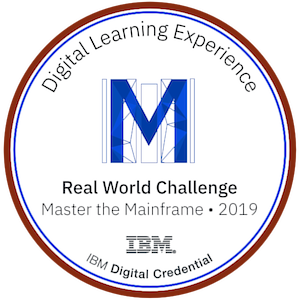 Digital Learning Experience
M
Real World Challenge
Master the Mainframe • 2019
IBM®
IBM Digital Credential